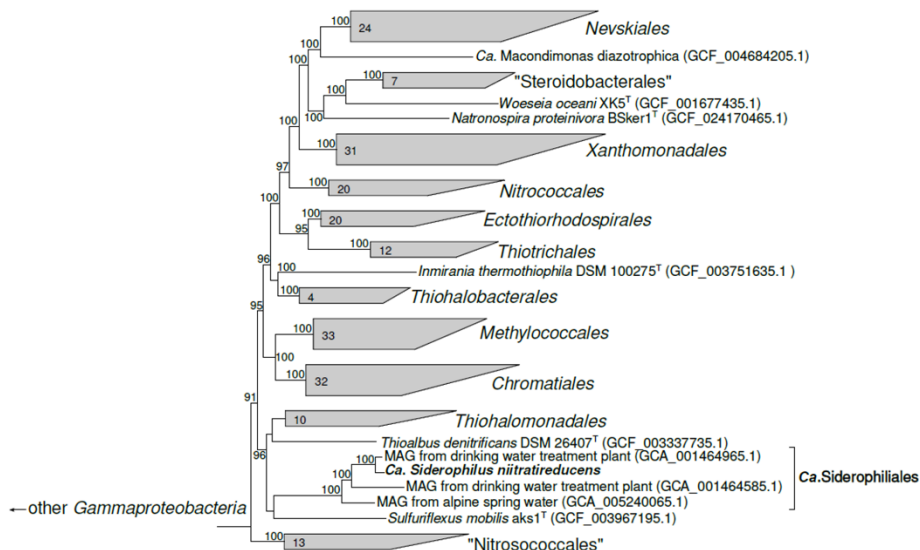 100
100
24
Nevskiales
Ca. Macondimonas diazotrophica (GCF_004684205.1)
100
100
7
"Steroidobacterales"
100
Woeseia oceani XK5T (GCF_001677435.1)
100
Natronospira proteinivora BSker1T (GCF_024170465.1)
100
100
31
Xanthomonadales
97
100
20
Nitrococcales
100
100
20
Ectothiorhodospirales
95
100
12
Thiotrichales
96
100
Inmirania thermothiophila DSM 100275T (GCF_003751635.1 )
100
4
Thiohalobacterales
95
100
33
Methylococcales
100
100
32
Chromatiales
91
100
10
Thiohalomonadales
Thioalbus denitrificans DSM 26407T (GCF_003337735.1)
96
100
MAG from drinking water treatment plant (GCA_001464965.1)
100
Ca. Siderophilus niitratireducens
Ca.Siderophiliales
100
MAG from drinking water treatment plant (GCA_001464585.1)
MAG from alpine spring water (GCA_005240065.1)
←other Gammaproteobacteria
100
Sulfuriflexus mobilis aks1T (GCF_003967195.1)
100
13
"Nitrosococcales"